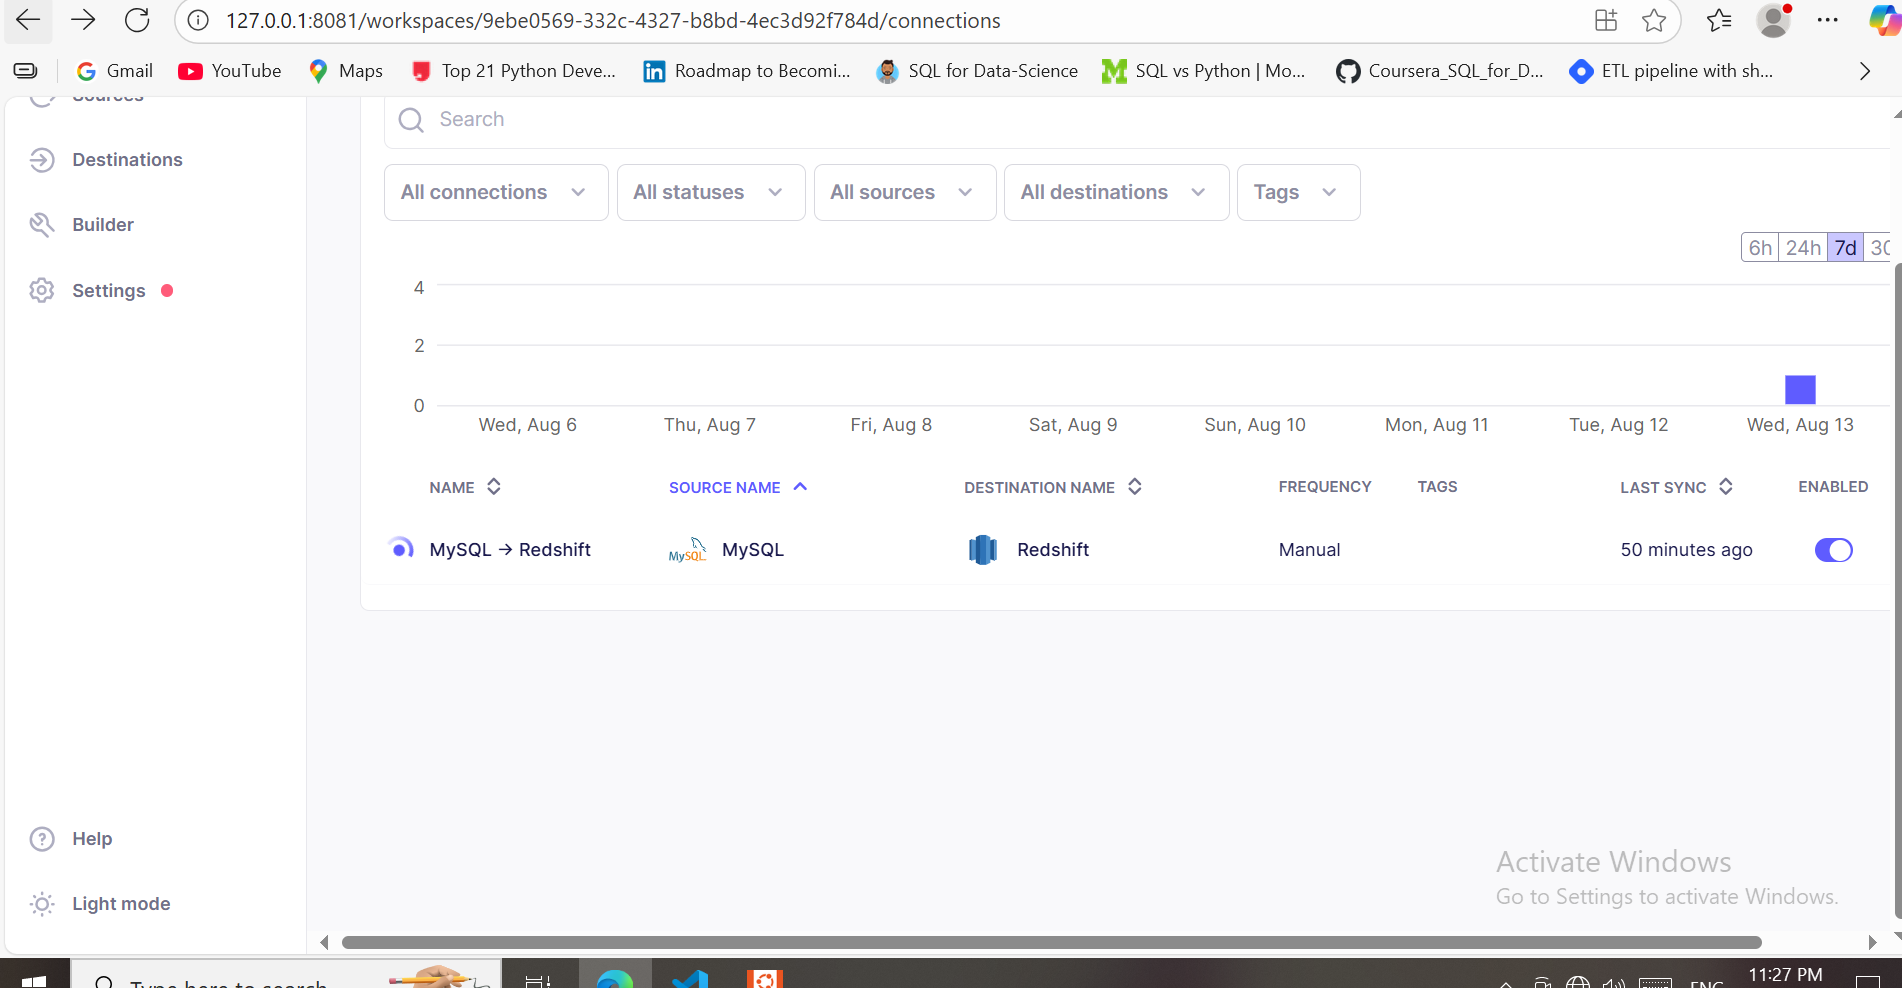 127.0.0.1:8081/workspaces/9ebe0569-332c-4327-b8bd-4ec3d92f784d/connections
Gmail YouTube Maps Top 21 Python Deve... Roadmap to Becomi... SQL for Data-Science SQL vs Python | Mo... Coursera_SQL_for_D... ETL pipeline with sh...
Sources
Search
Destinations
All connections All statuses All sources All destinations Tags
Builder
6h 24h 7d 30
Settings
4
2
0
Wed, Aug 6 Thu, Aug 7 Fri, Aug 8 Sat, Aug 9 Sun, Aug 10 Mon, Aug 11 Tue, Aug 12 Wed, Aug 13
NAME SOURCE NAME DESTINATION NAME FREQUENCY TAGS LAST SYNC ENABLED
MySQL → Redshift MySQL MySQL Redshift Manual 50 minutes ago
Help
Light mode
Activate Windows
Go to Settings to activate Windows.
Type here to search
ENG
11:27 PM